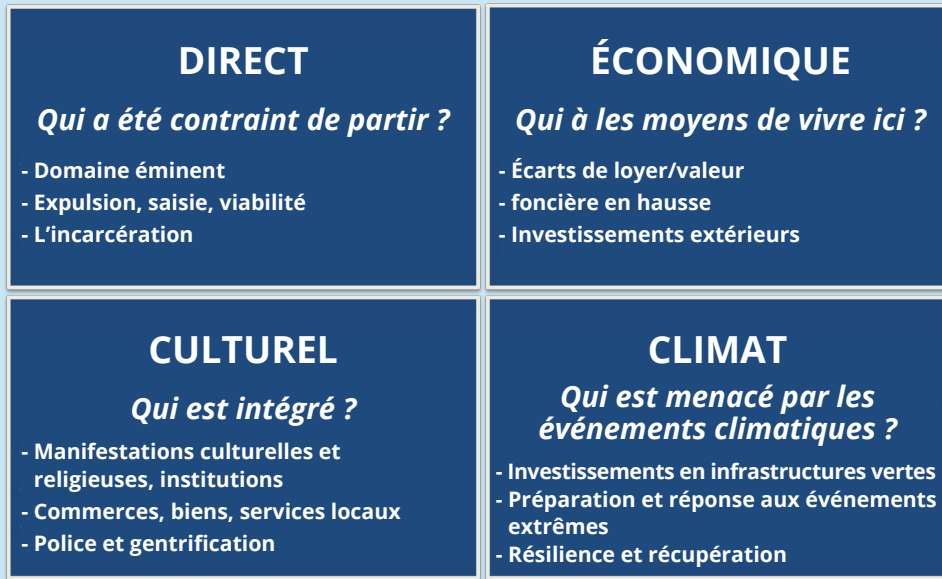 DIRECT
Qui a été contraint de partir ?
- Domaine éminent
- Expulsion, saisie, viabilité
- L'incarcération
ÉCONOMIQUE
Qui à les moyens de vivre ici ?
- Écarts de loyer/valeur
- foncière en hausse
- Investissements extérieurs
CULTUREL
Qui est intégré ?
- Manifestations culturelles et
religieuses, institutions
- Commerces, biens, services locaux
- Police et gentrification
CLIMAT
Qui est menacé par les
événements climatiques ?
- Investissements en infrastructures vertes
- Préparation et réponse aux événements
extrêmes
- Résilience et récupération